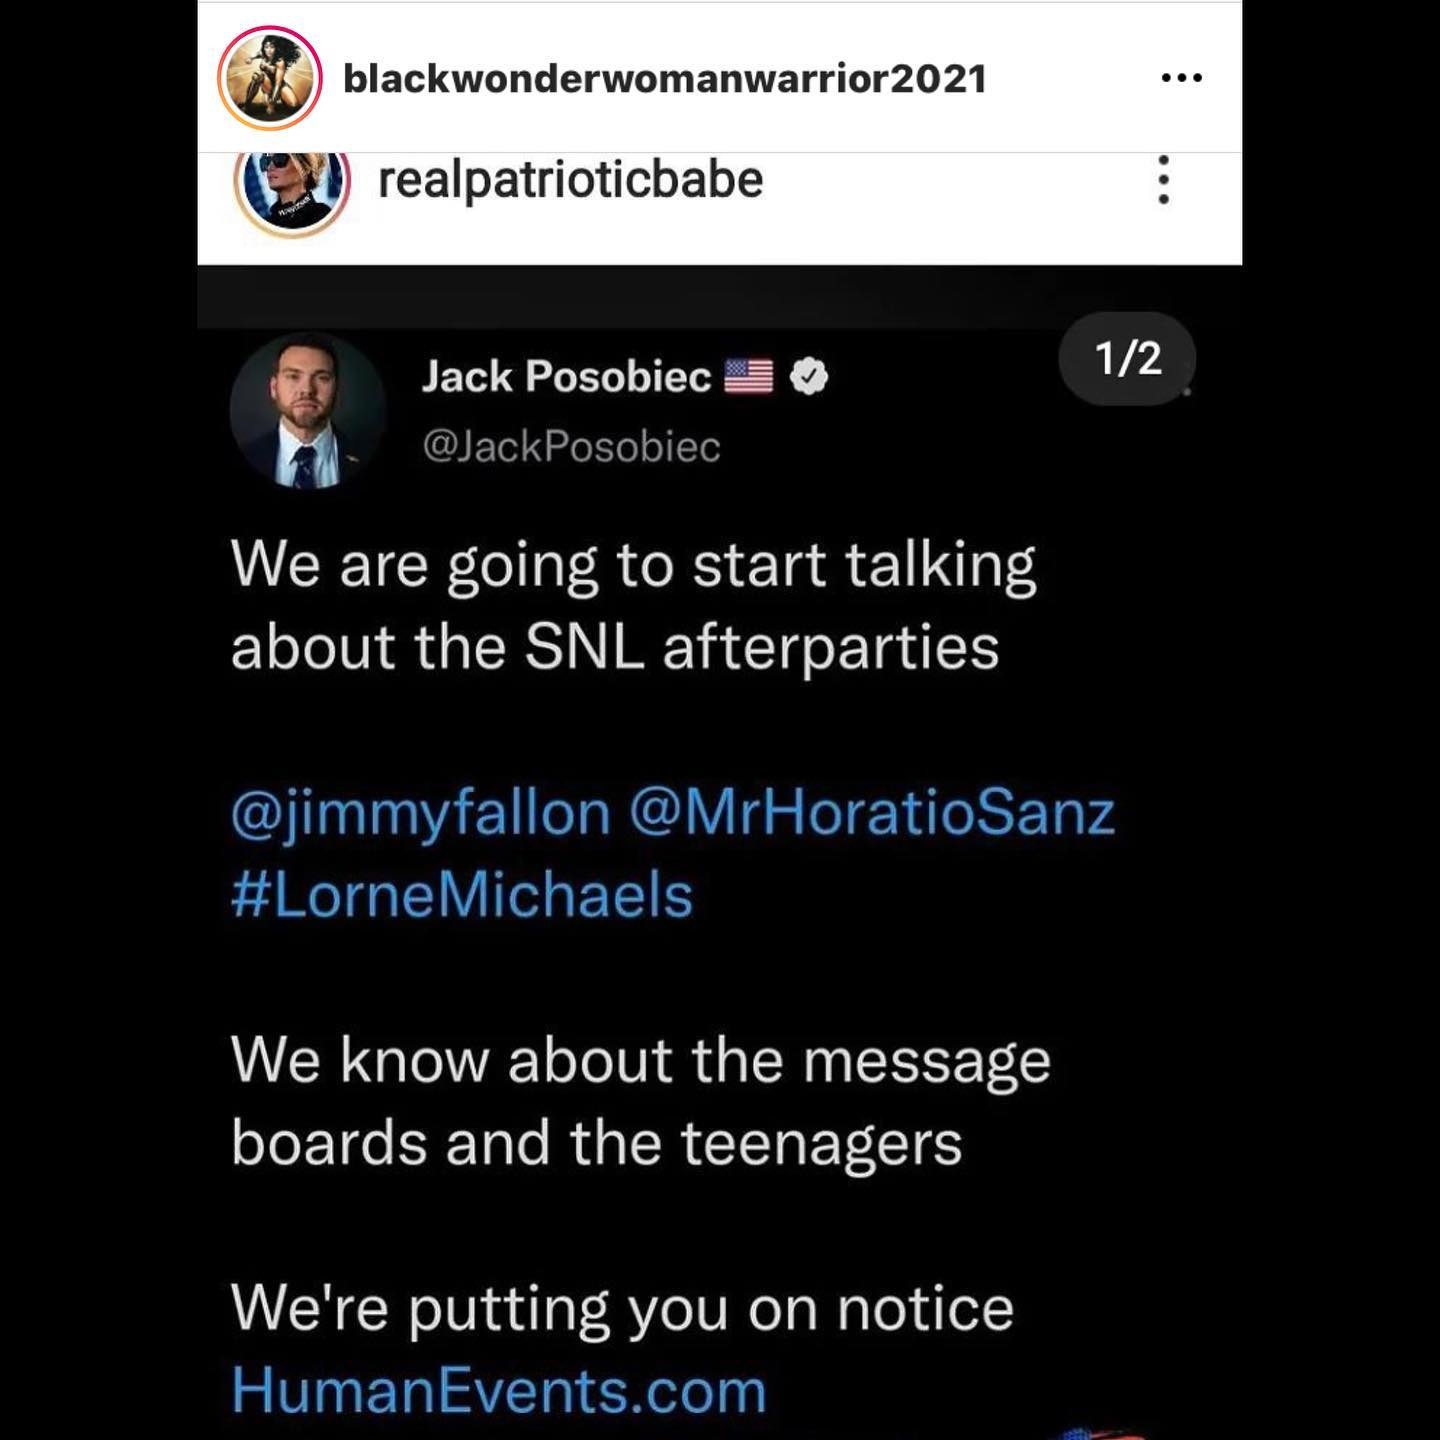 blackwonderwomanwarrior2021
realpatrioticbabe
Jack Posobiec
1/2
@JackPosobiec
We are going to start talking
about the SNL afterparties
@jimmyfallon @MrHoratioSanz
#LorneMichaels
We know about the message
boards and the teenagers
We're putting you on notice
HumanEvents.com